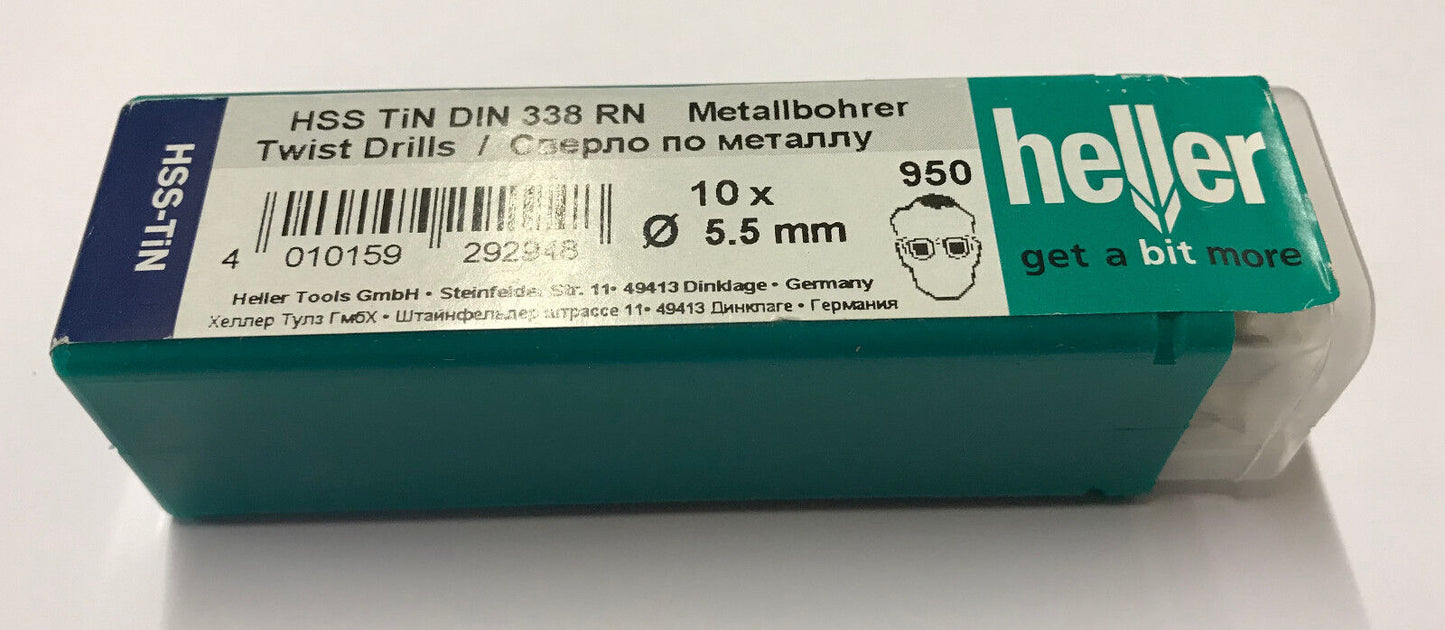 HSS-TiN
HSS TiN DIN 338 RN Metallbohrer
Twist Drills / Сверло по металлу
10 x
Ø 5.5 mm
950
4 010159 292948
Heller Tools GmbH • Steinfelder Str. 11• 49413 Dinklage • Germany
Хеллер Тулз ГмбХ • Штайнфельдер штрассе 11• 49413 Динклаге • Германия
heller
get a bit more